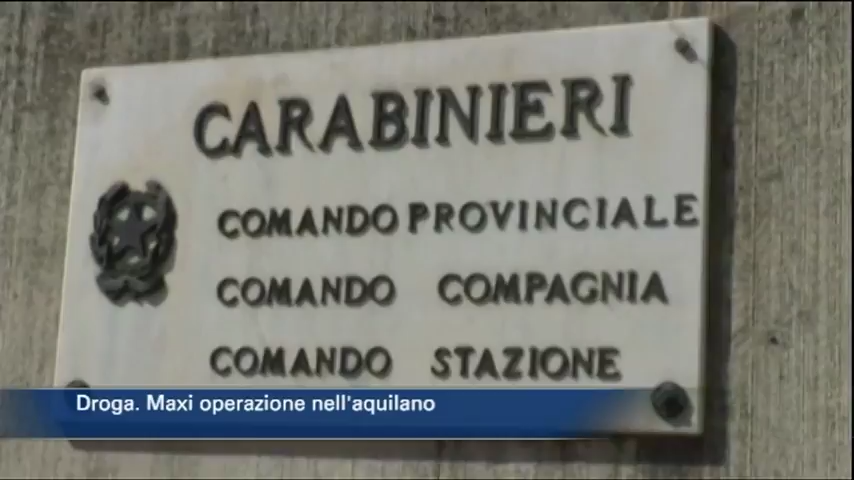 CARABINIERI
COMANDO PROVINCIALE
COMANDO COMPAGNIA
COMANDO STAZIONE
Droga. Maxi operazione nell'aquilano